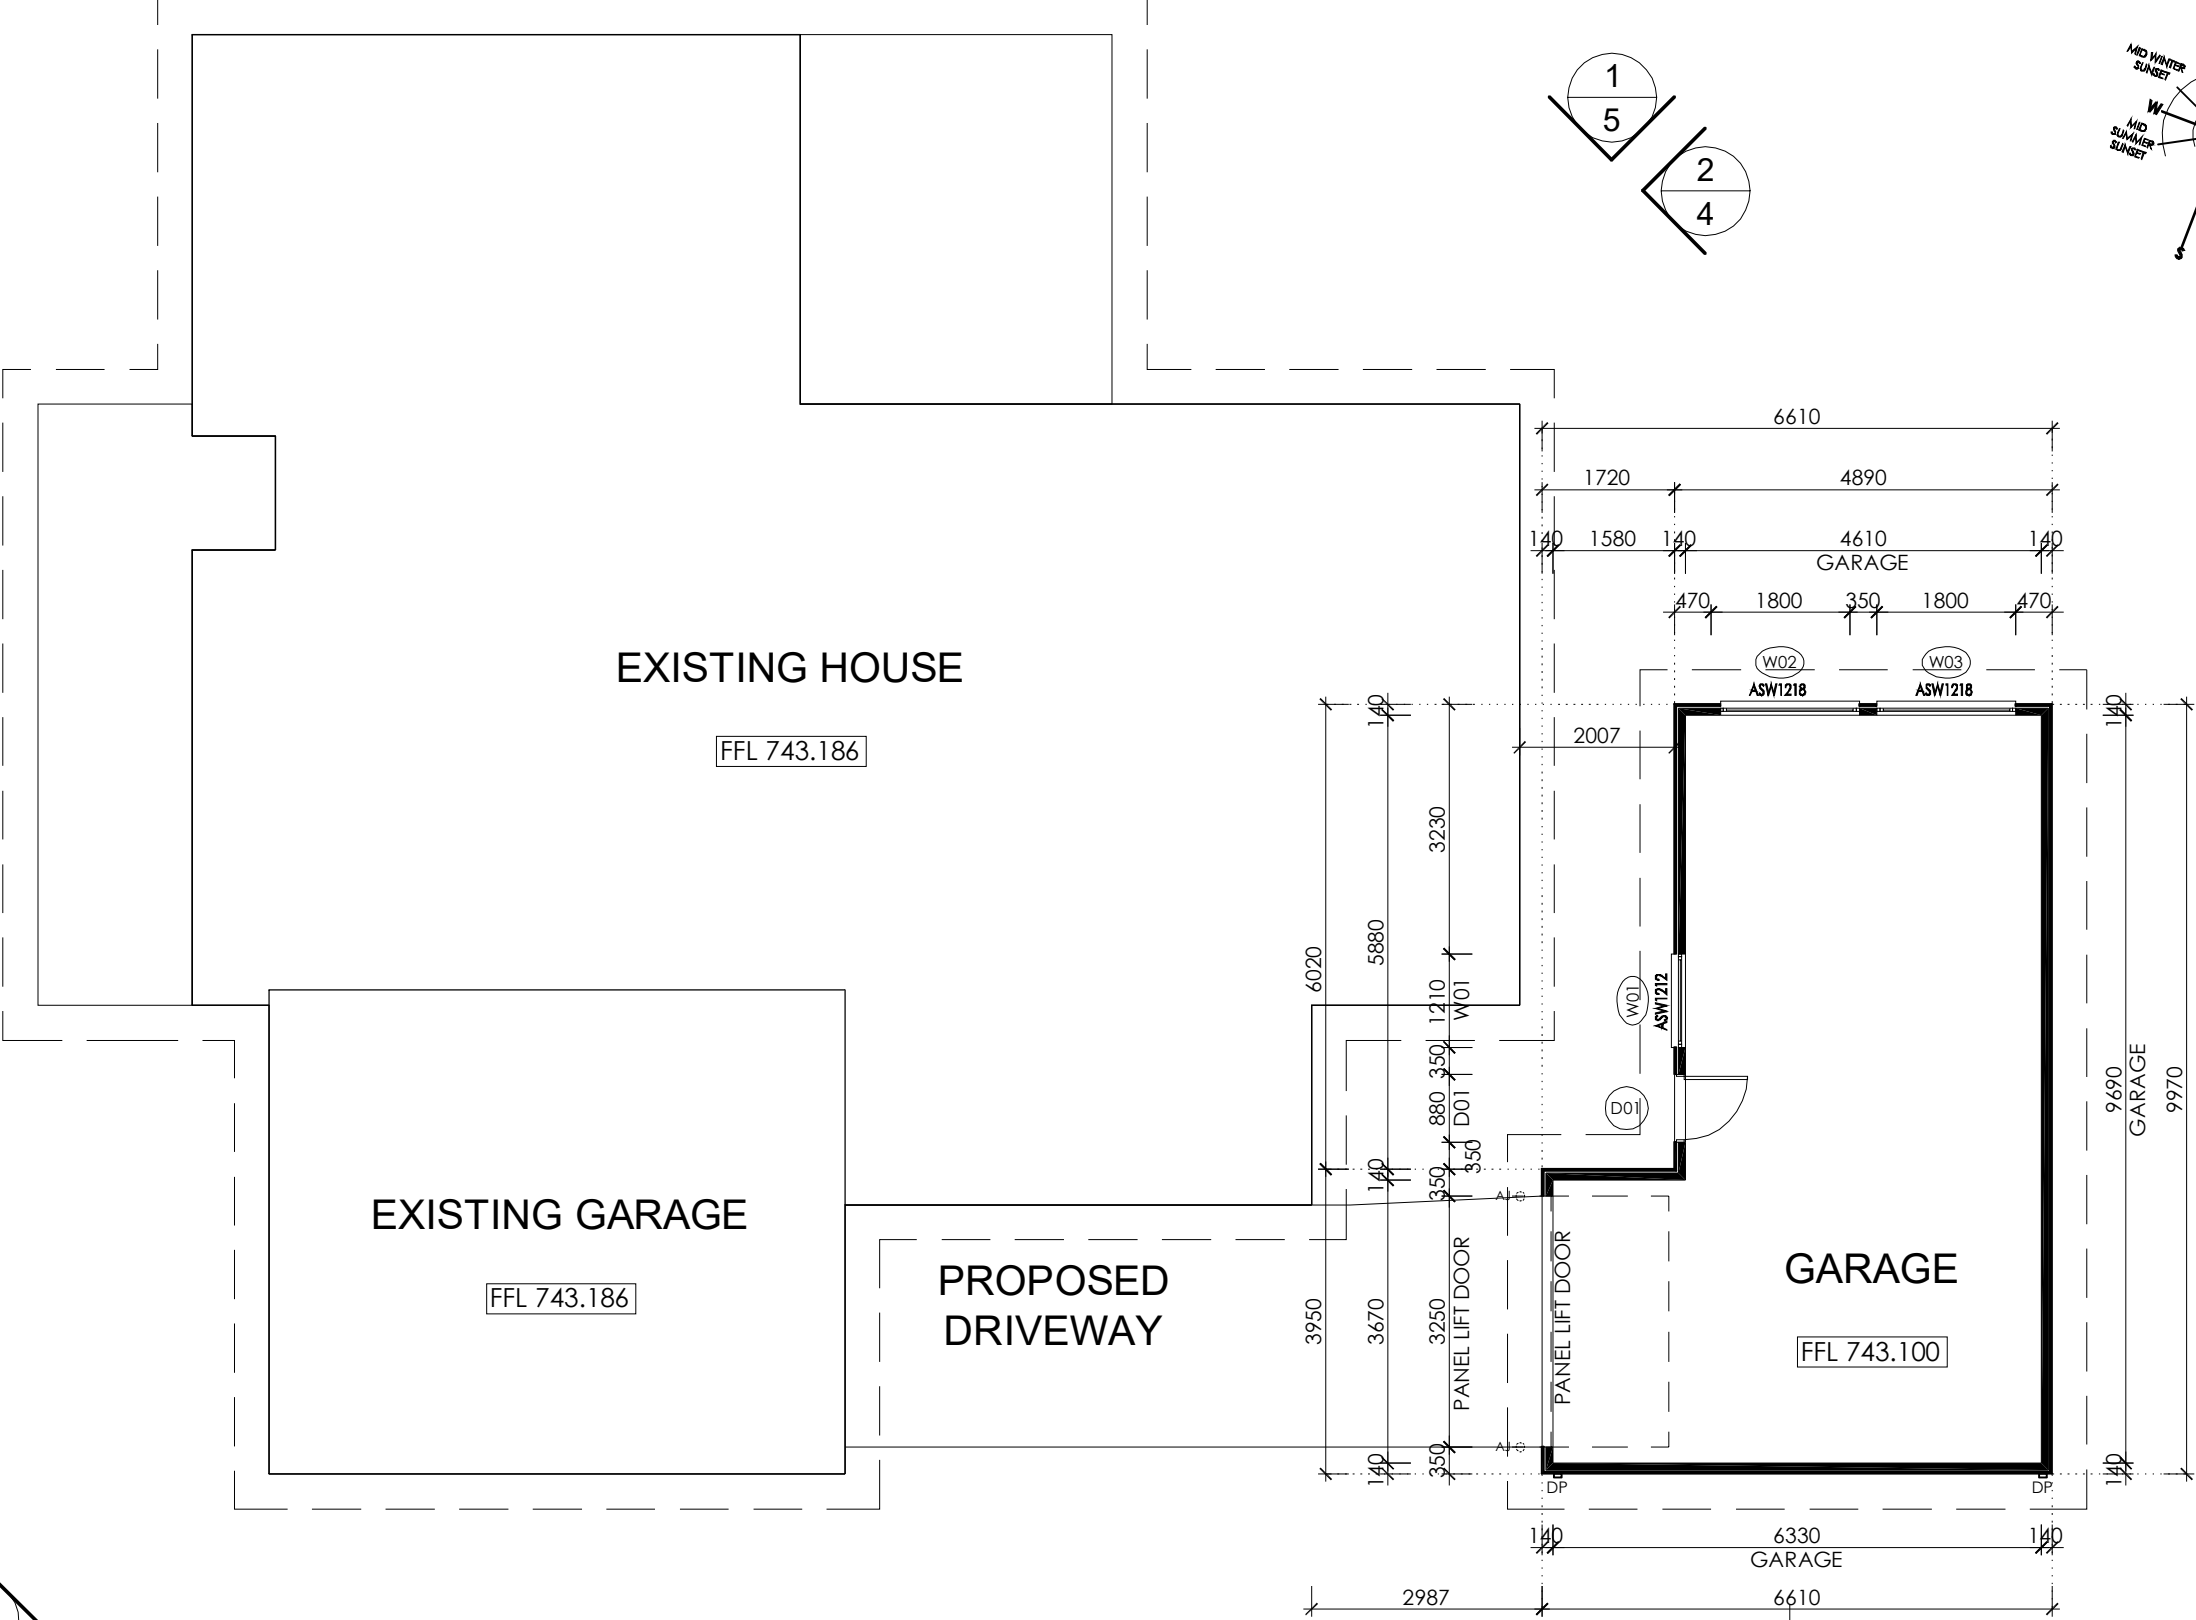 MID WINTER
SUNSET
W
MID
SUMMER
SUNSET
S
1
5
2
4
6610
1720
4890
140
1580
140
4610
140
GARAGE
470
1800
350
1800
470
W02
W03
ASW1218
ASW1218
EXISTING HOUSE
FFL 743.186
2007
140
140
3230
6020
5880
1210
W01
W01
ASW1212
350
880
D01
D01
350
140
350
9690
GARAGE
9970
AJ
EXISTING GARAGE
FFL 743.186
PROPOSED
DRIVEWAY
3950
3670
3250
PANEL LIFT DOOR
PANEL LIFT DOOR
GARAGE
FFL 743.100
AJ
140
350
140
DP
DP
140
6330
140
GARAGE
2987
6610